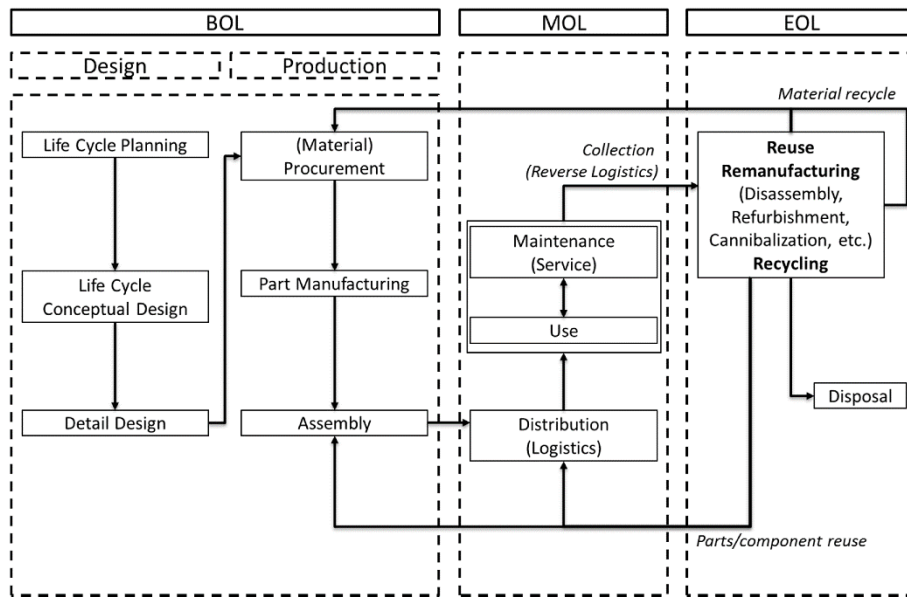 BOL
MOL
EOL
Design
Production
Material recycle
Life Cycle Planning
(Material)
Procurement
Collection
(Reverse Logistics)
Reuse
Remanufacturing
(Disassembly,
Refurbishment,
Cannibalization, etc.)
Recycling
Life Cycle
Conceptual Design
Part Manufacturing
Maintenance
(Service)
Use
Detail Design
Assembly
Distribution
(Logistics)
Disposal
Parts/component reuse